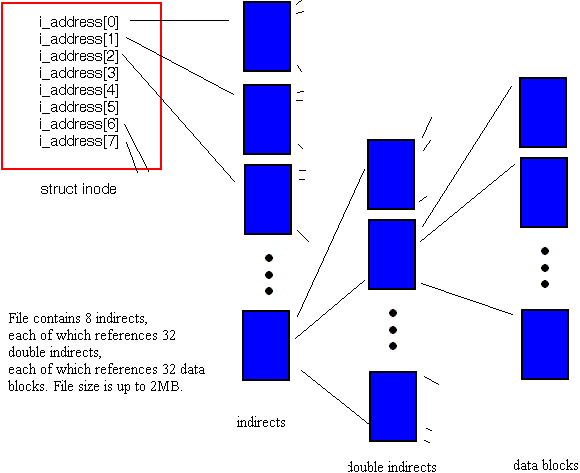 i_address[0]
i_address[1]
i_address[2]
i_address[3]
i_address[4]
i_address[5]
i_address[6]
i_address[7]
struct inode
File contains 8 indirects,
each of which references 32
double indirects,
each of which references 32 data
blocks. File size is up to 2MB.
indirects
double indirects
data blocks